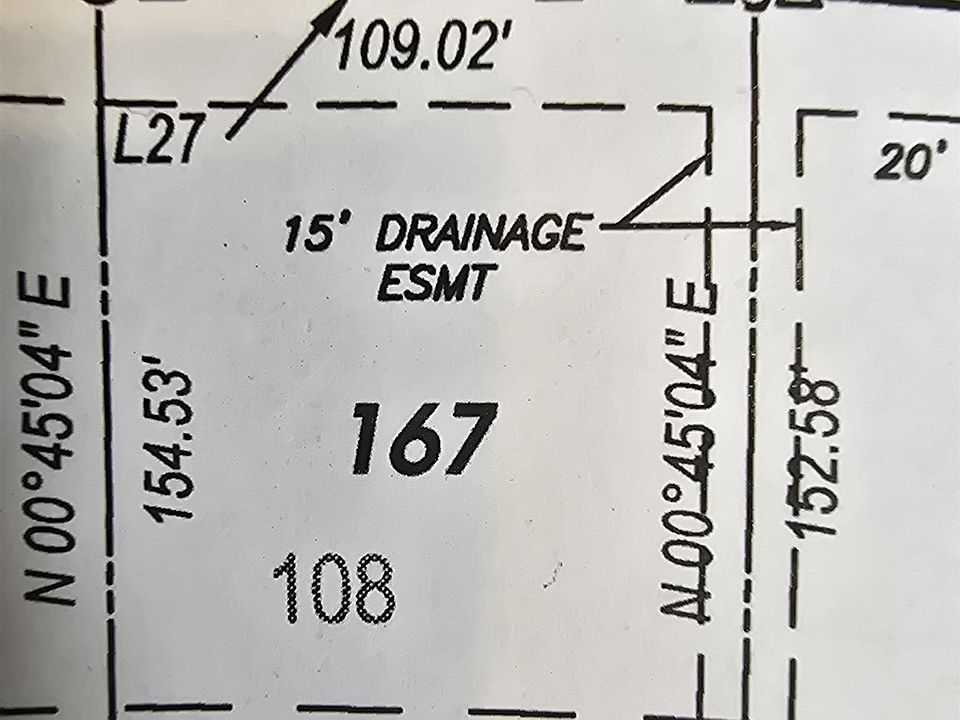 109.02'
L27
20'
15' DRAINAGE
ESMT
N 00°45'04" E
154.53'
167
N 00°45'04" E
152.58'
108